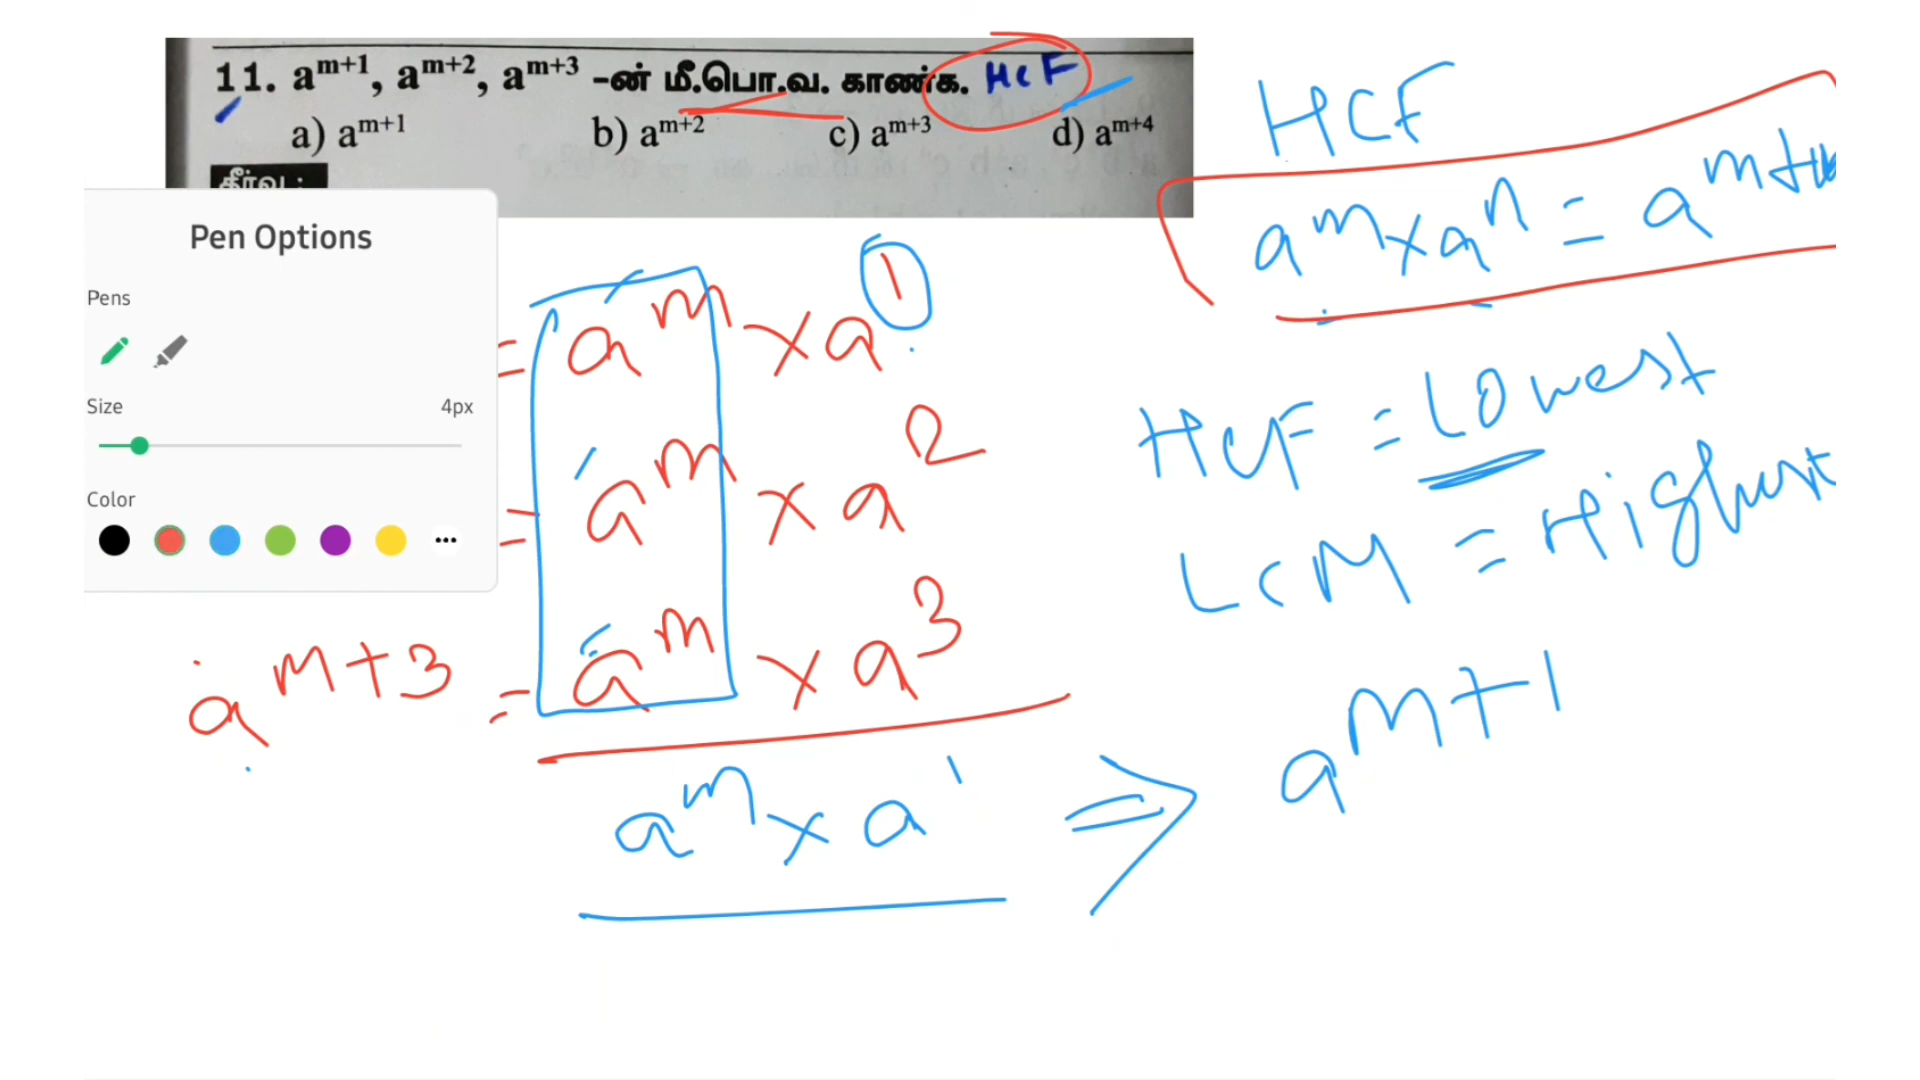 11. a^{m+1}, a^{m+2}, a^{m+3} -ன் மீ.பொ.வ. காண்க. HCF
a) a^{m+1} b) a^{m+2} c) a^{m+3} d) a^{m+4}
தீர்வு :
HCF
a^m × a^n = a^{m+n}
Pen Options
Pens
Size 4px
Color
= a^m × a^1
= a^m × a^2
a^{m+3} = a^m × a^3
a^m × a^1 ⇒ a^{m+1}
HCF = Lowest
LCM = Highest